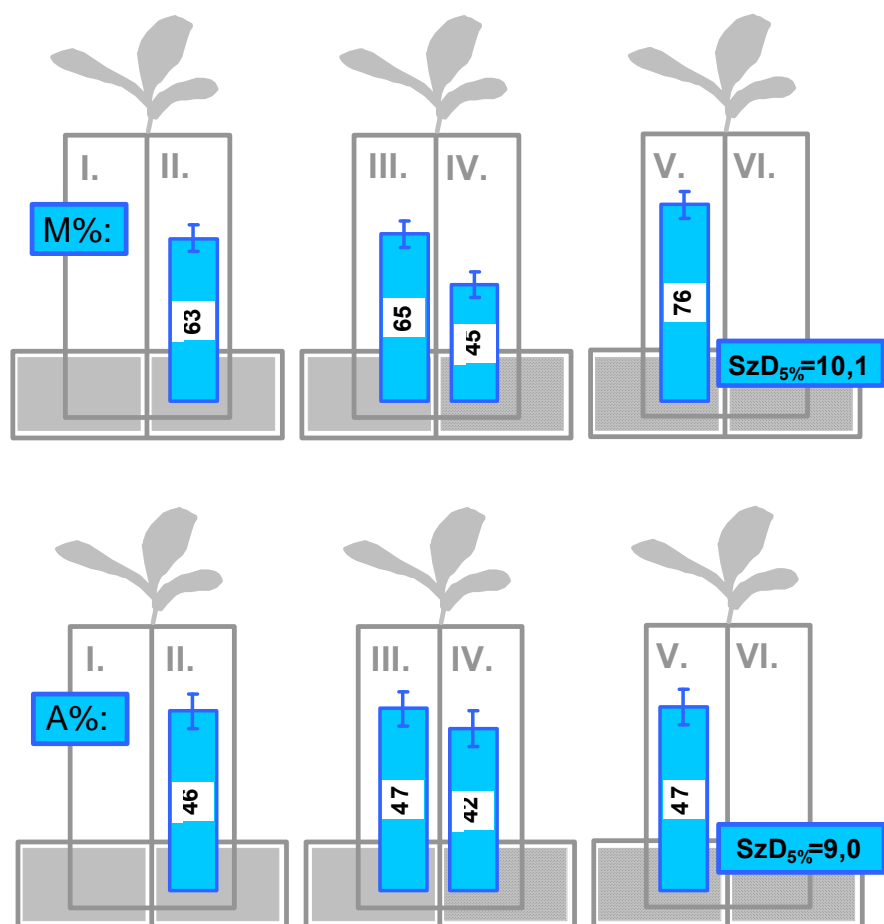 I. II. III. IV. V. VI.
M%:
63 65 45 76
SzD5%=10,1
I. II. III. IV. V. VI.
A%:
46 47 42 47
SzD5%=9,0